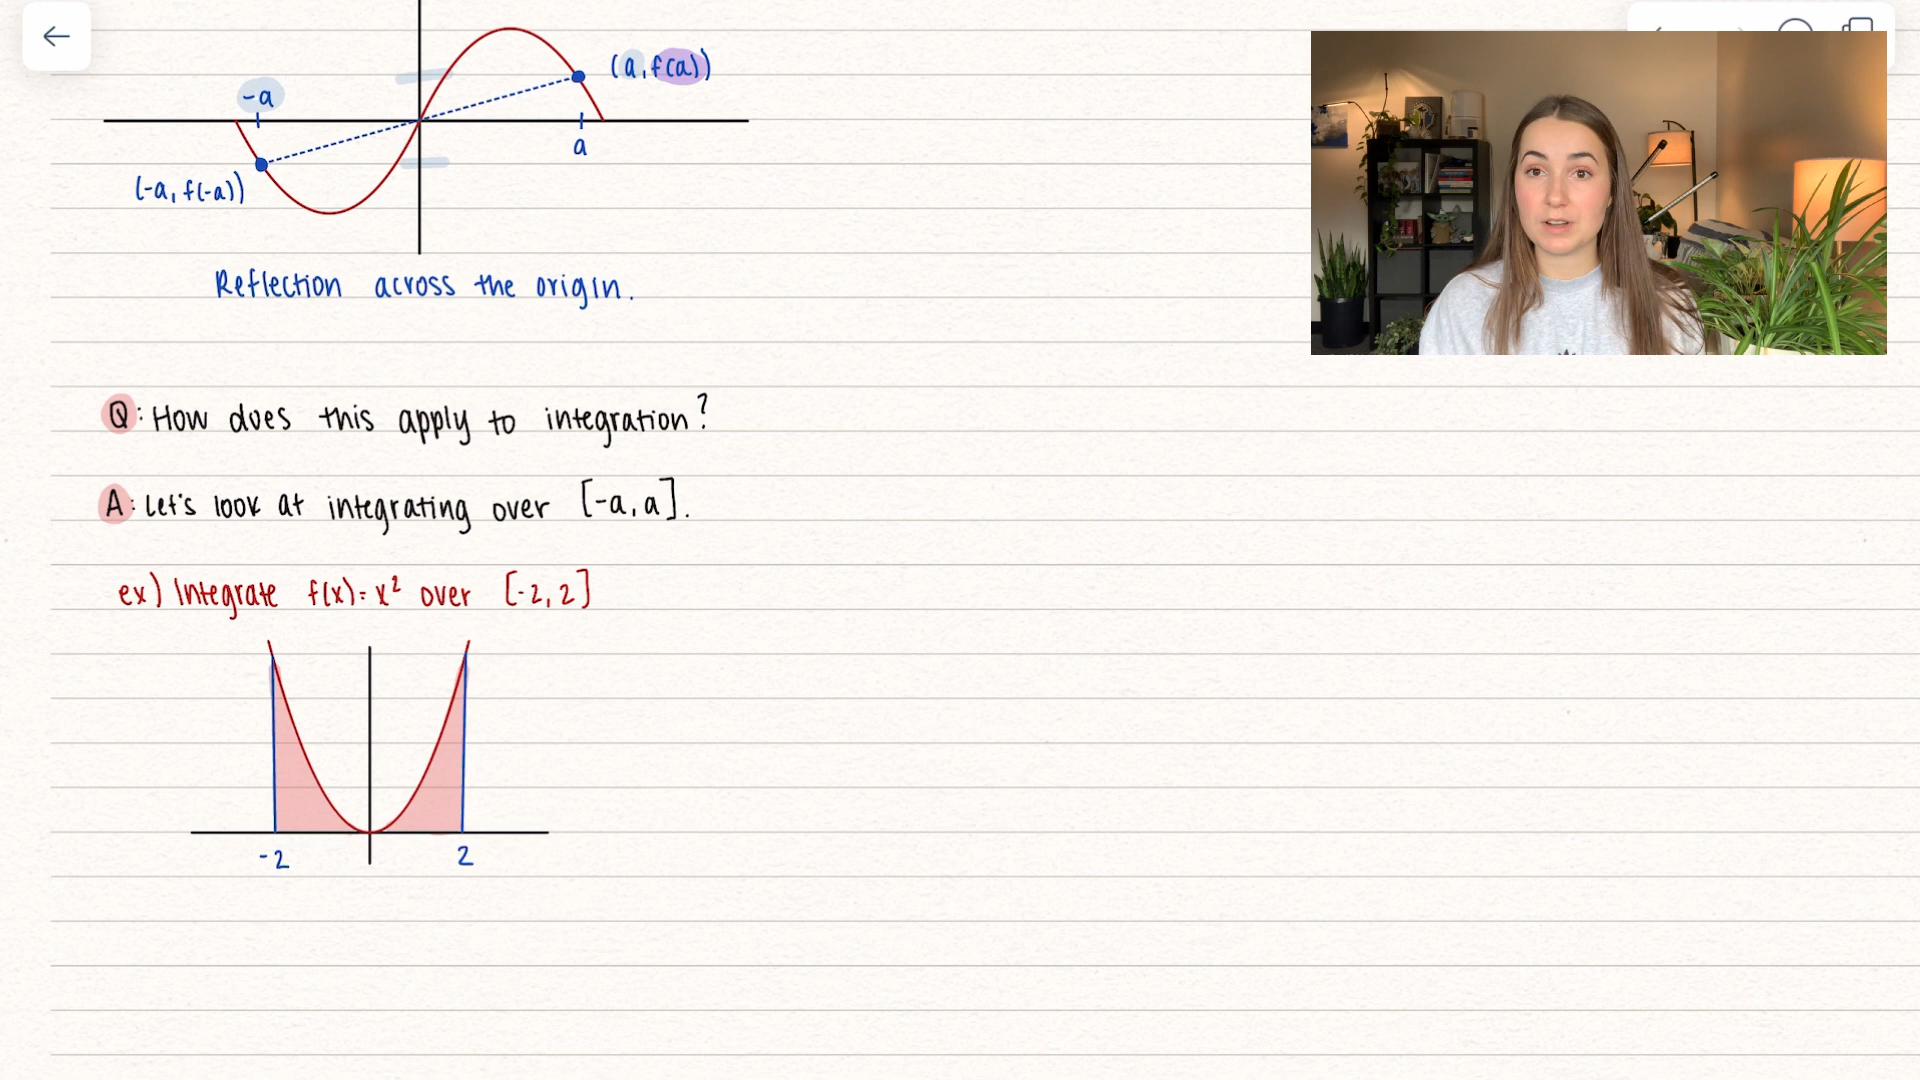 (a, f(a))
-a
a
(-a, f(-a))
Reflection across the origin.
Q: How does this apply to integration?
A: Let's look at integrating over [-a, a].
ex) Integrate f(x) = x² over [-2, 2]
-2
2